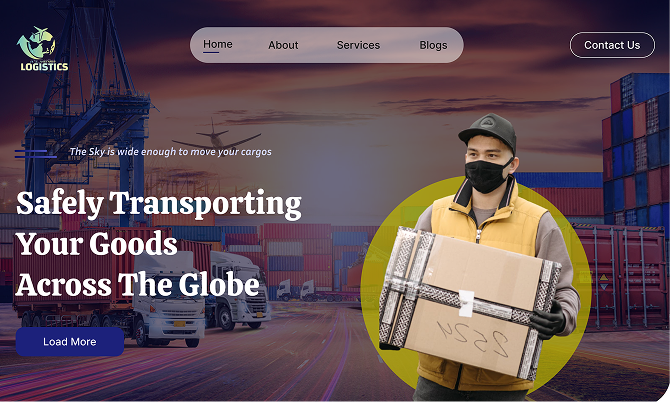 LOGISTICS
Home
About
Services
Blogs
Contact Us
The Sky is wide enough to move your cargos
Safely Transporting
Your Goods
Across The Globe
Load More